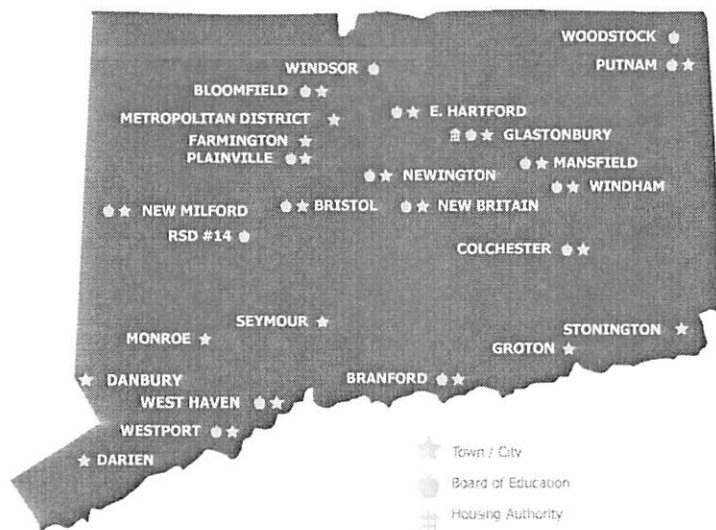 WOODSTOCK
PUTNAM
WINDSOR
BLOOMFIELD
METROPOLITAN DISTRICT
E. HARTFORD
FARMINGTON
GLASTONBURY
PLAINVILLE
MANSFIELD
NEWINGTON
WINDHAM
NEW MILFORD
BRISTOL
NEW BRITAIN
RSD #14
COLCHESTER
SEYMOUR
STONINGTON
MONROE
GROTON
DANBURY
BRANFORD
WEST HAVEN
WESTPORT
DARIEN
Town / City
Board of Education
Housing Authority